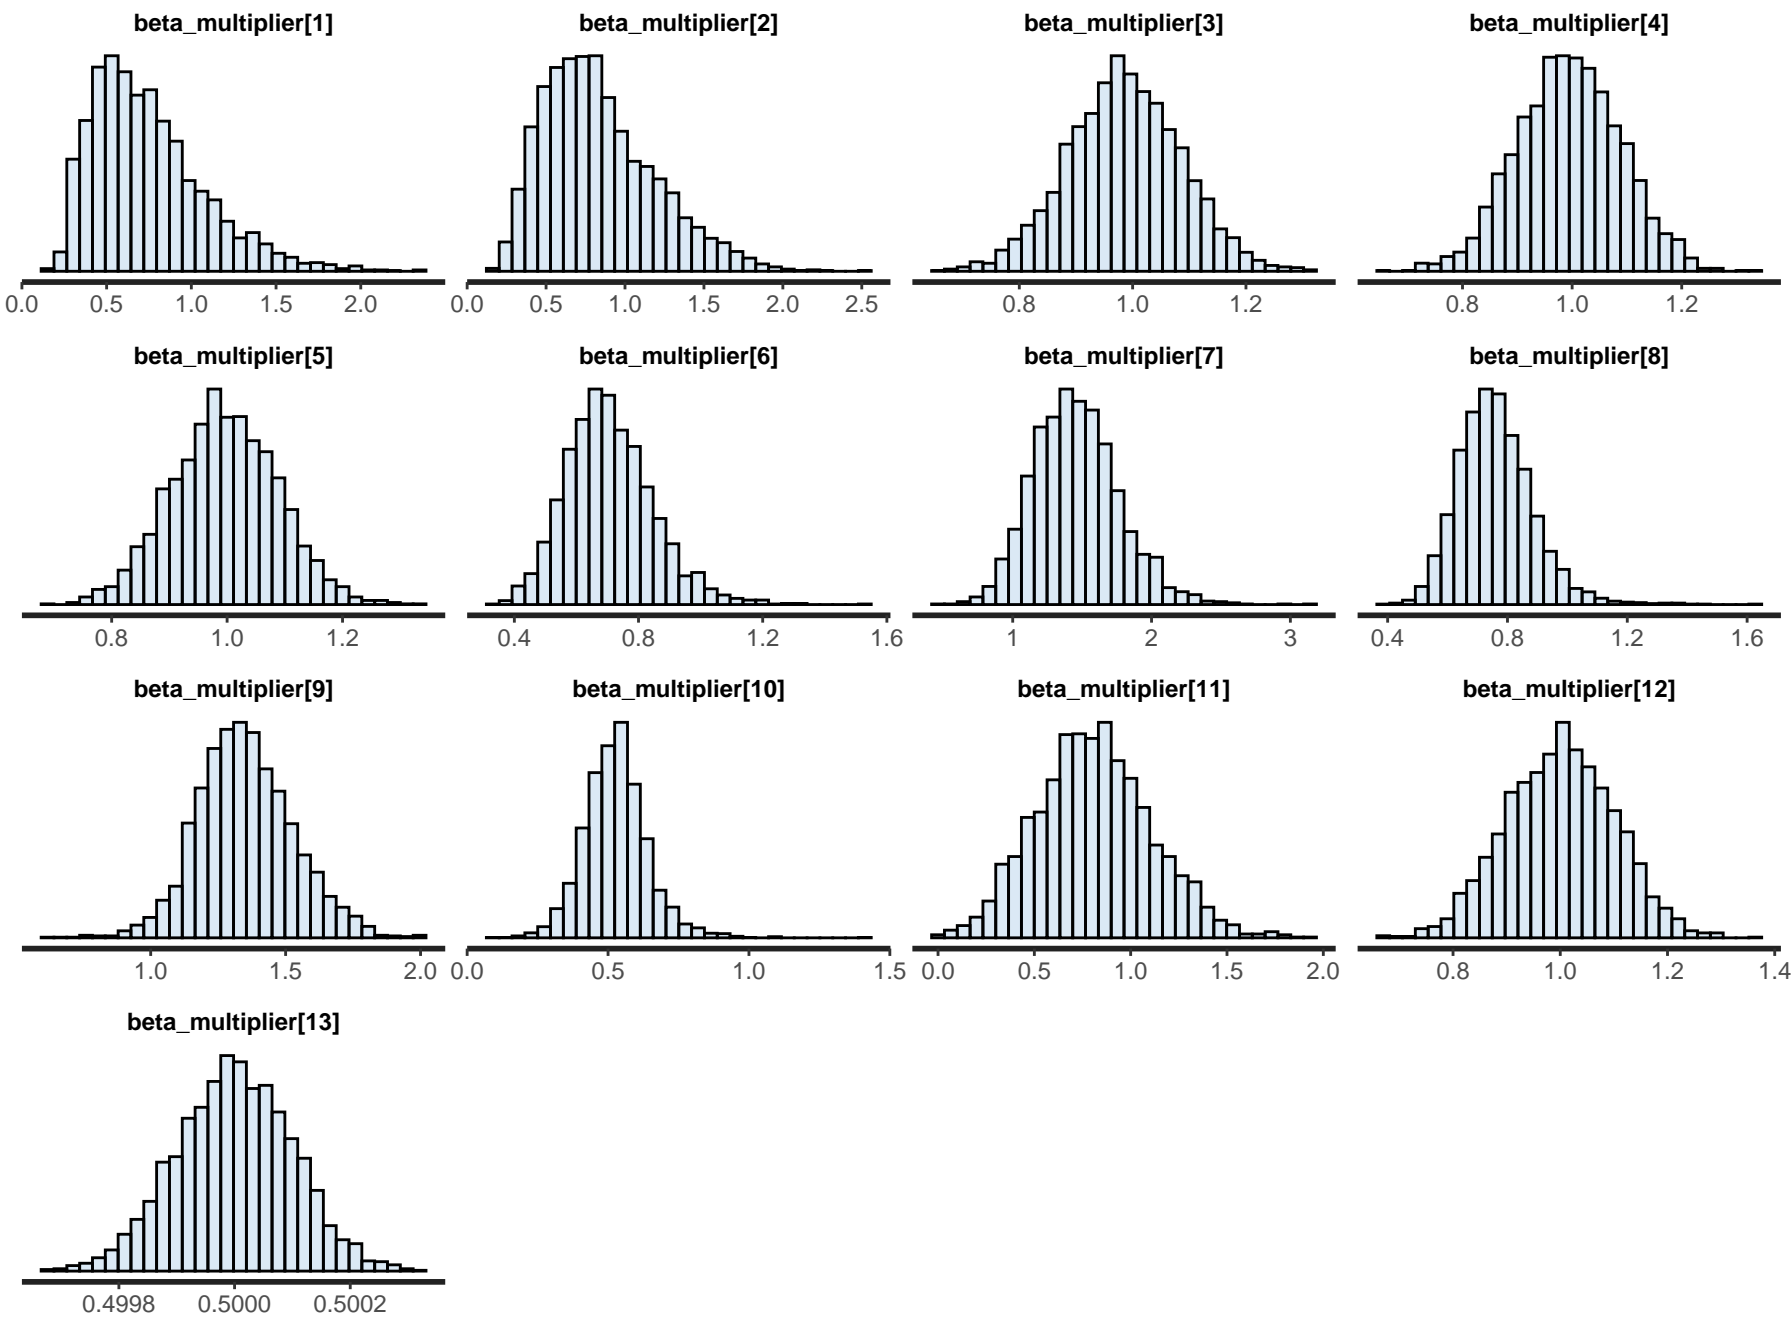 beta_multiplier[1] beta_multiplier[2] beta_multiplier[3] beta_multiplier[4]
0.0 0.5 1.0 1.5 2.0 0.0 0.5 1.0 1.5 2.0 2.5 0.8 1.0 1.2 0.8 1.0 1.2
beta_multiplier[5] beta_multiplier[6] beta_multiplier[7] beta_multiplier[8]
0.8 1.0 1.2 0.4 0.8 1.2 1.6 1 2 3 0.4 0.8 1.2 1.6
beta_multiplier[9] beta_multiplier[10] beta_multiplier[11] beta_multiplier[12]
1.0 1.5 2.0 0.0 0.5 1.0 1.5 0.0 0.5 1.0 1.5 2.0 0.8 1.0 1.2 1.4
beta_multiplier[13]
0.4998 0.5000 0.5002